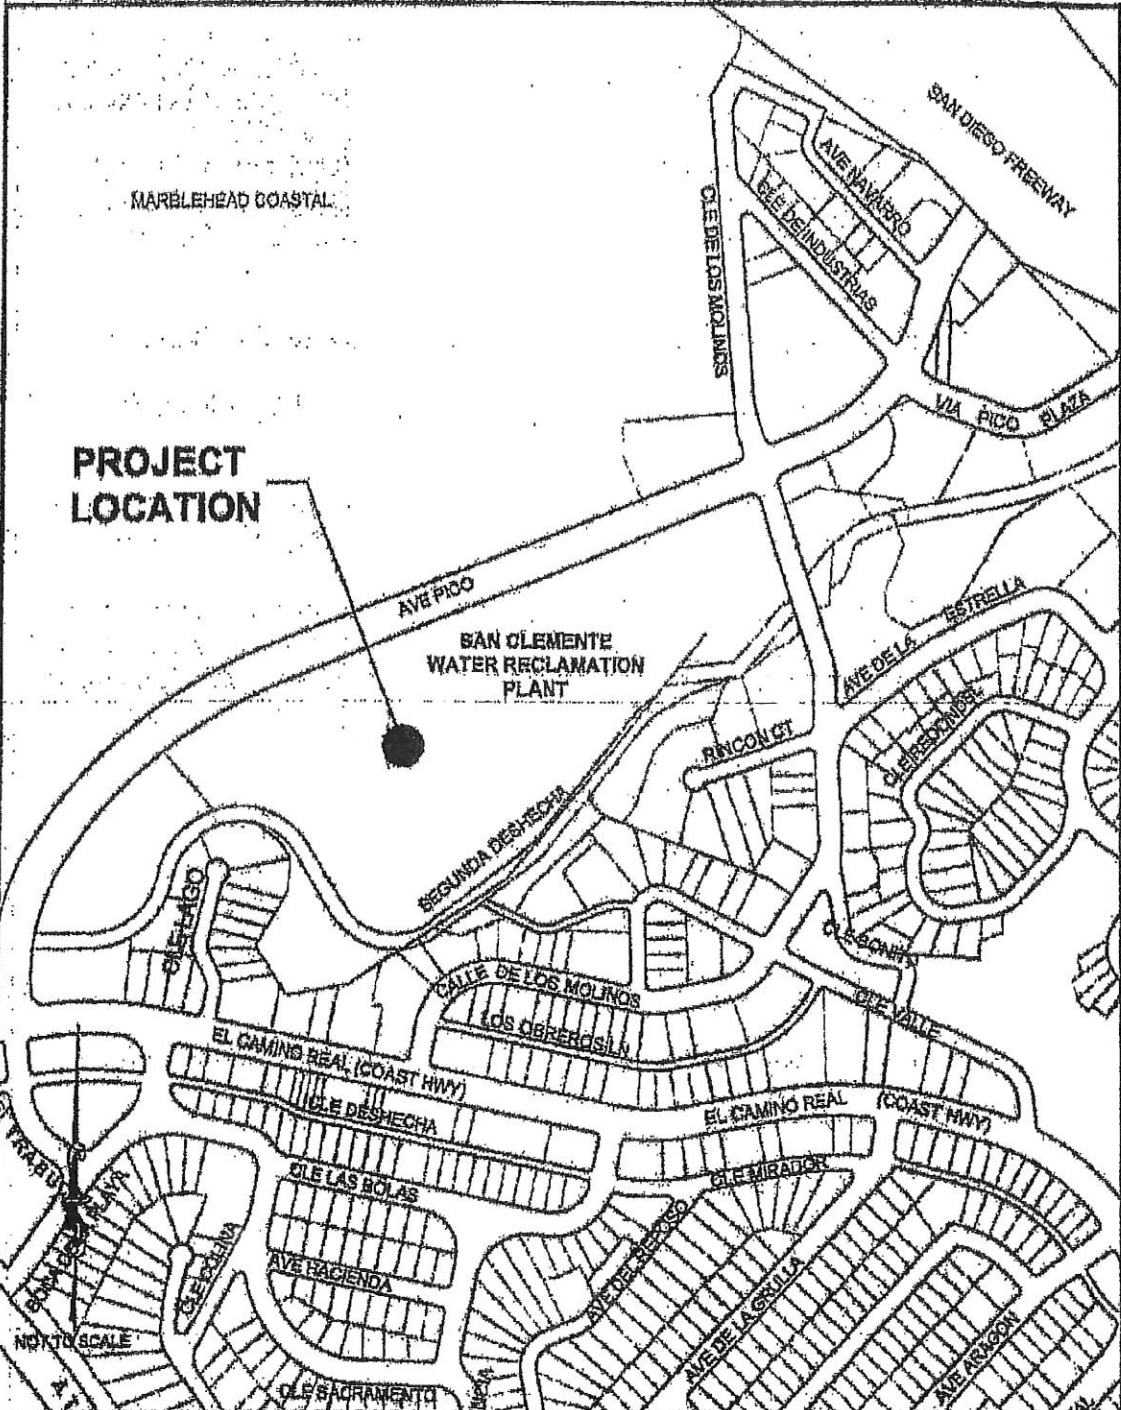 SAN DIEGO FREEWAY
MARBLEHEAD COASTAL
AVE NAVARRO
CLE DE INDUSTRIAS
CLE DE LOS MOLINOS
VIA PICO PLAZA
PROJECT
LOCATION
AVE PICO
SAN CLEMENTE
WATER RECLAMATION
PLANT
AVE DE LA ESTRELLA
CLE REDONDEL
RINCON CT
SEGUNDA DESHECHA
CLE LAGO
CLE BONITO
CALLE DE LOS MOLINOS
CLE VALLE
LOS OBREROS LN
EL CAMINO REAL (COAST HWY)
EL CAMINO REAL (COAST HWY)
CLE DESHECHA
CLE MIRADOR
CLE LAS BOLAS
AVE DEL REPOSO
CLE COLINA
AVE HACIENDA
AVE DE LA GRULLA
AVE ARAGON
NOT TO SCALE
CLE SACRAMENTO